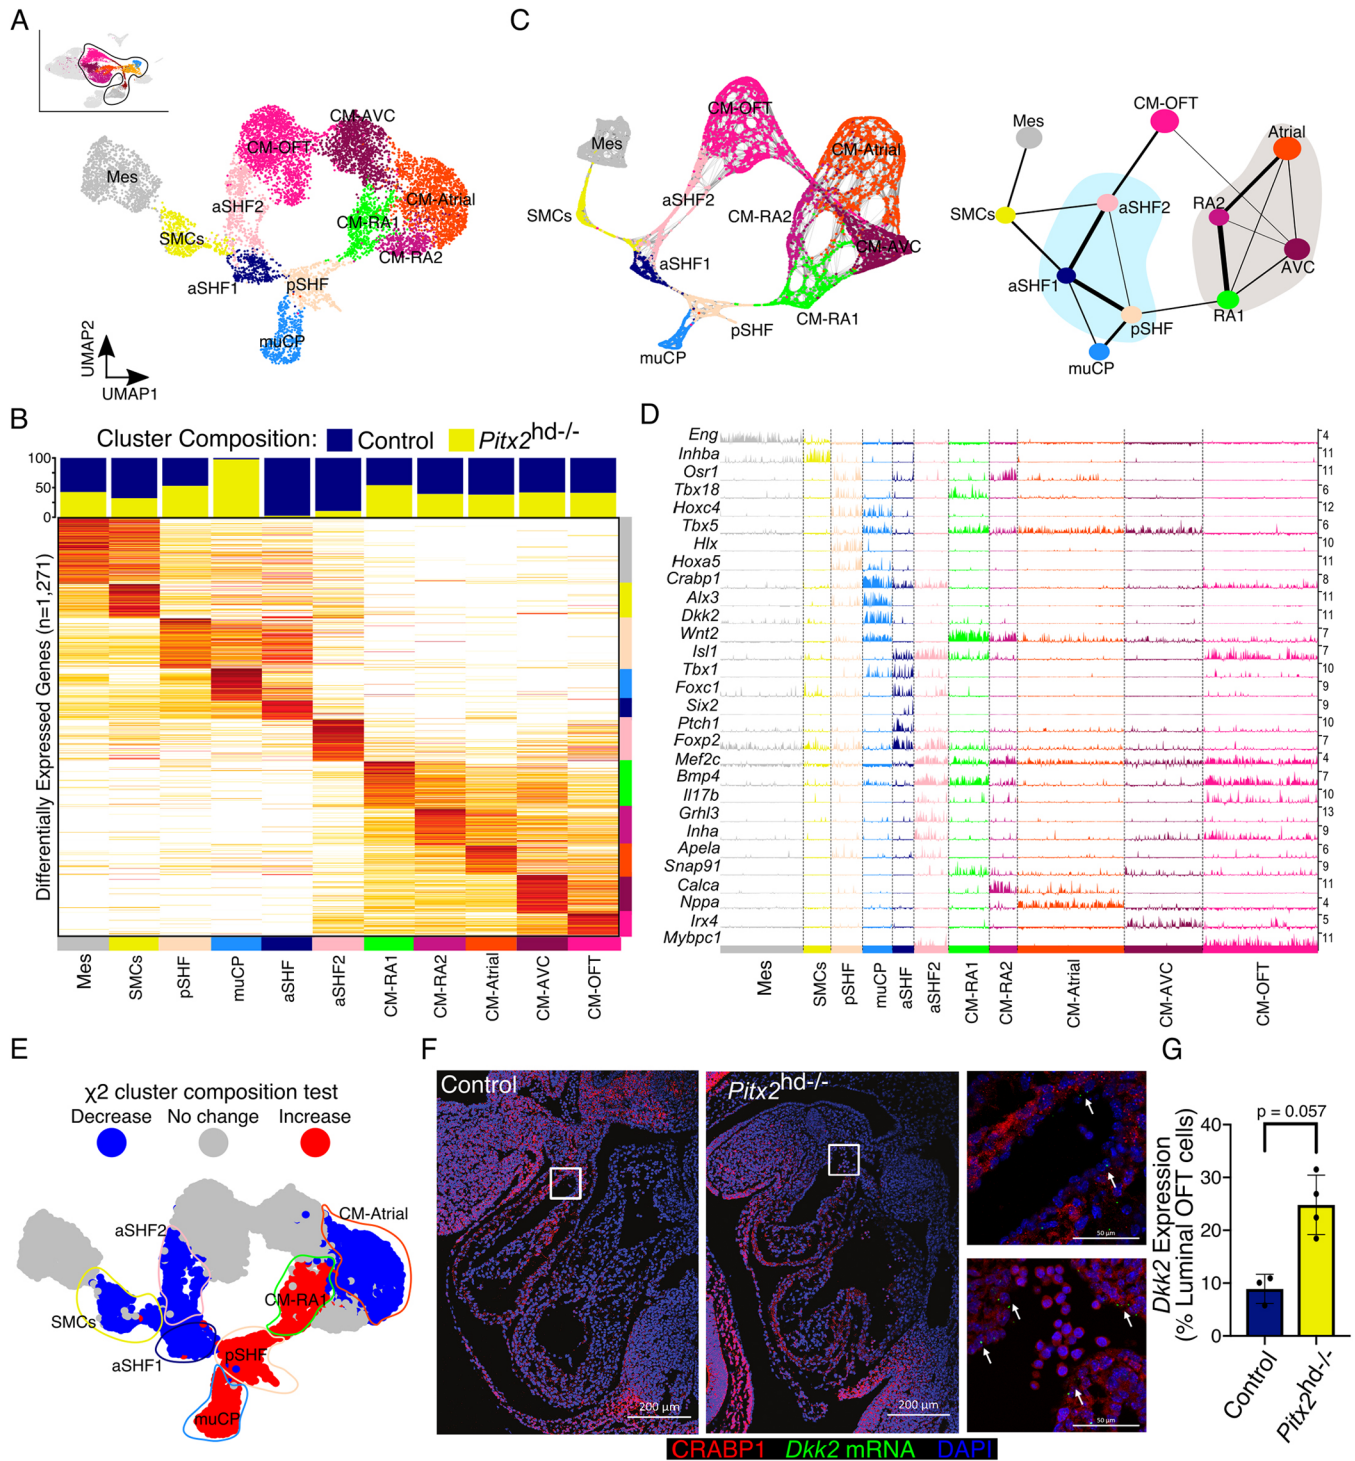 A
Mes
SMCs
aSHF2
CM-OFT
CM-AVC
CM-Atrial
CM-RA1
CM-RA2
aSHF1
pSHF
muCP
UMAP2
UMAP1
C
Mes
SMCs
aSHF2
CM-OFT
CM-Atrial
CM-RA2
CM-AVC
aSHF1
CM-RA1
pSHF
muCP
CM-OFT
Mes
Atrial
SMCs
aSHF2
RA2
AVC
aSHF1
pSHF
RA1
muCP
B
Cluster Composition: Control Pitx2hd-/-
100
50
0
Differentially Expressed Genes (n=1,271)
Mes
SMCs
pSHF
muCP
aSHF
aSHF2
CM-RA1
CM-RA2
CM-Atrial
CM-AVC
CM-OFT
D
Eng 4
Inhba 11
Osr1 11
Tbx18 6
Hoxc4 12
Tbx5 6
Hlx 10
Hoxa5 11
Crabp1 8
Alx3 11
Dkk2 11
Wnt2 7
Isl1 7
Tbx1 10
Foxc1 9
Six2 9
Ptch1 10
Foxp2 7
Mef2c 4
Bmp4 7
Il17b 10
Grhl3 13
Inha 9
Apela 6
Snap91 9
Calca 11
Nppa 4
Irx4 5
Mybpc1 11
Mes
SMCs
pSHF
muCP
aSHF
aSHF2
CM-RA1
CM-RA2
CM-Atrial
CM-AVC
CM-OFT
E
χ2 cluster composition test
Decrease No change Increase
aSHF2
CM-Atrial
CM-RA1
SMCs
aSHF1
pSHF
muCP
F
Control
200 μm
Pitx2hd-/-
200 μm
50 μm
50 μm
CRABP1 Dkk2 mRNA DAPI
G
p = 0.057
Dkk2 Expression
(% Luminal OFT cells)
40
30
20
10
0
Control
Pitx2hd-/-